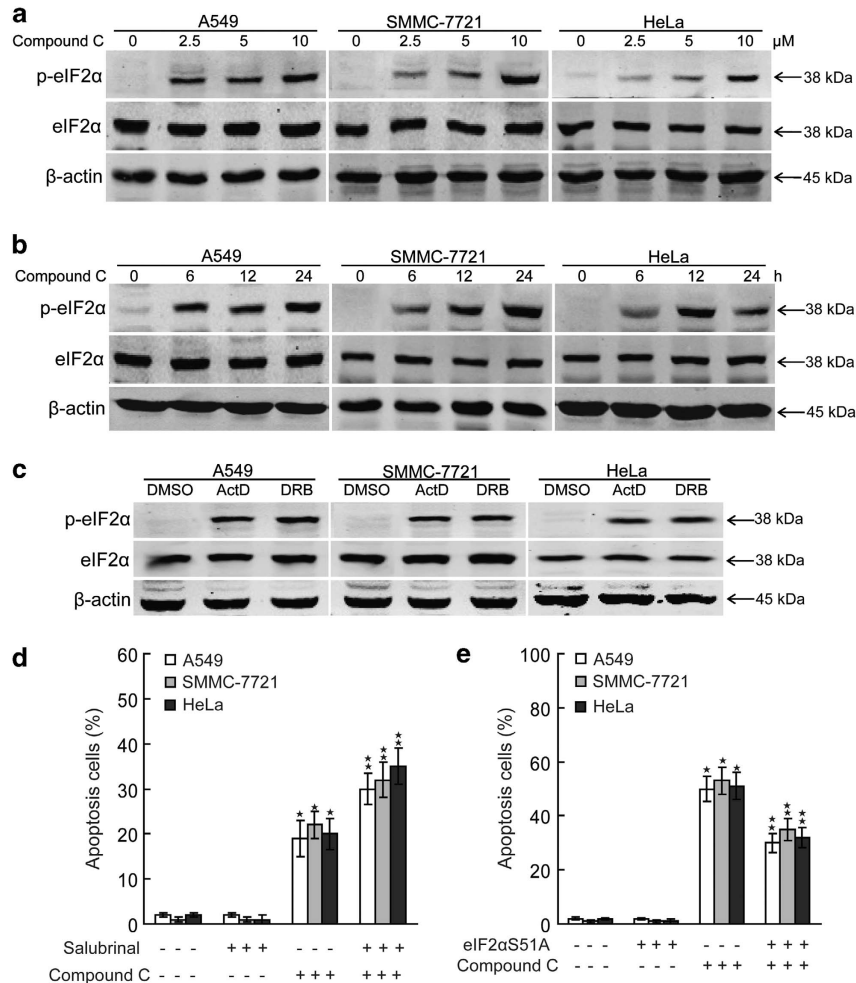 a
A549 SMMC-7721 HeLa
Compound C 0 2.5 5 10 0 2.5 5 10 0 2.5 5 10 µM
p-eIF2α 38 kDa
eIF2α 38 kDa
β-actin 45 kDa
b
A549 SMMC-7721 HeLa
Compound C 0 6 12 24 0 6 12 24 0 6 12 24 h
p-eIF2α 38 kDa
eIF2α 38 kDa
β-actin 45 kDa
c
A549 SMMC-7721 HeLa
DMSO ActD DRB DMSO ActD DRB DMSO ActD DRB
p-eIF2α 38 kDa
eIF2α 38 kDa
β-actin 45 kDa
d
Apoptosis cells (%)
60
50
40
30
20
10
0
A549
SMMC-7721
HeLa
Salubrinal - - - + + + - - - + + +
Compound C - - - - - - + + + + + +
e
Apoptosis cells (%)
100
80
60
40
20
0
A549
SMMC-7721
HeLa
eIF2αS51A - - - + + + - - - + + +
Compound C - - - - - - + + + + + +